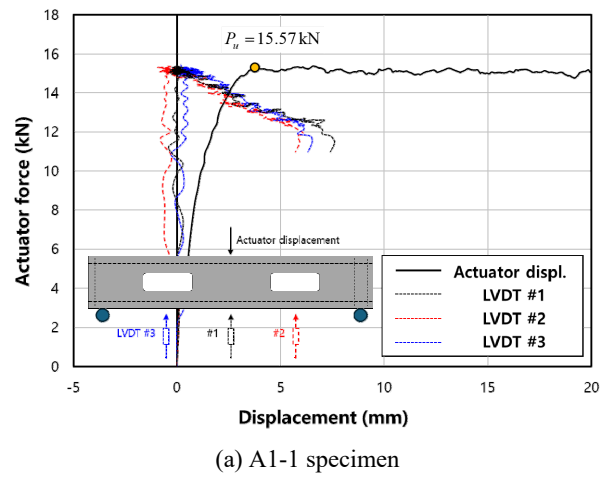 P_u = 15.57 kN
18
16
14
12
10
8
6
4
2
0
Actuator force (kN)
Actuator displacement
LVDT #3
#1
#2
Actuator displ.
LVDT #1
LVDT #2
LVDT #3
-5
0
5
10
15
20
Displacement (mm)
(a) A1-1 specimen